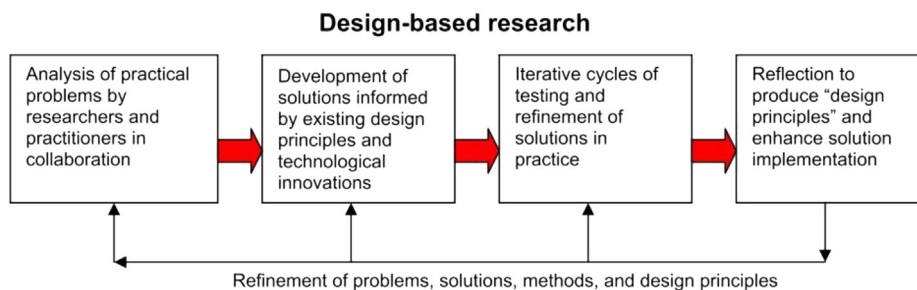 Design-based research
Analysis of practical
problems by
researchers and
practitioners in
collaboration
Development of
solutions informed
by existing design
principles and
technological
innovations
Iterative cycles of
testing and
refinement of
solutions in
practice
Reflection to
produce “design
principles” and
enhance solution
implementation
Refinement of problems, solutions, methods, and design principles